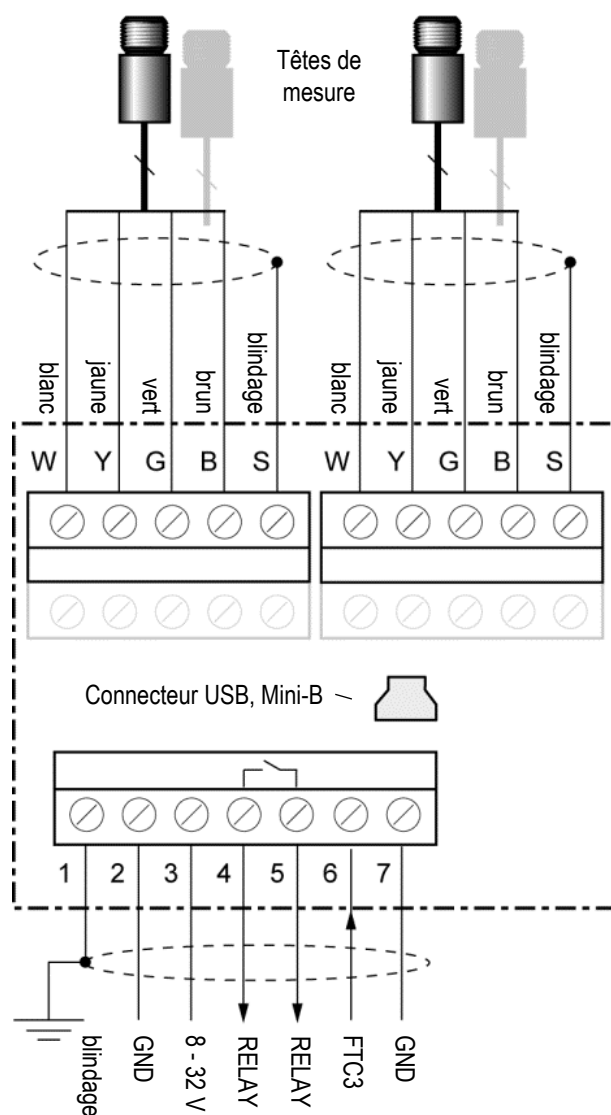 Têtes de
mesure
blanc
jaune
vert
brun
blindage
blanc
jaune
vert
brun
blindage
W Y G B S
W Y G B S
Connecteur USB, Mini-B
1 2 3 4 5 6 7
blindage
GND
8 - 32 V
RELAY
RELAY
FTC3
GND